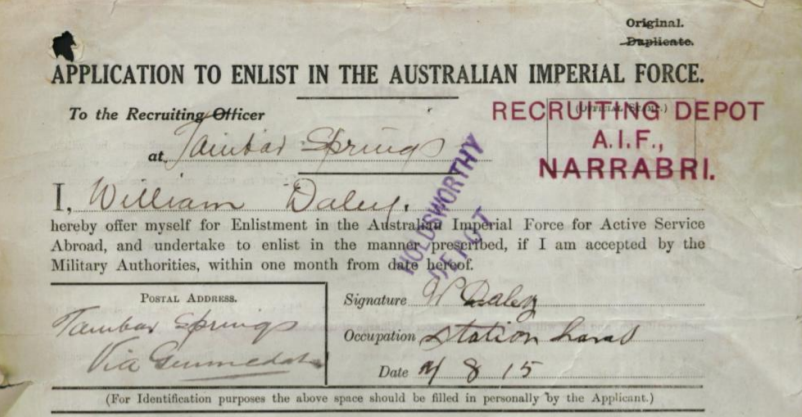 Original.
Duplicate.
APPLICATION TO ENLIST IN THE AUSTRALIAN IMPERIAL FORCE.
To the Recruiting Officer
at Tambar Springs
RECRUITING DEPOT
A.I.F.,
NARRABRI.
HOLDSWORTHY
I, William Daley.
hereby offer myself for Enlistment in the Australian Imperial Force for Active Service
Abroad, and undertake to enlist in the manner prescribed, if I am accepted by the
Military Authorities, within one month from date hereof.
POSTAL ADDRESS.
Tambar Springs
Via Gunnedah
Signature W Daley
Occupation station hand
Date 8 15
(For Identification purposes the above space should be filled in personally by the Applicant.)